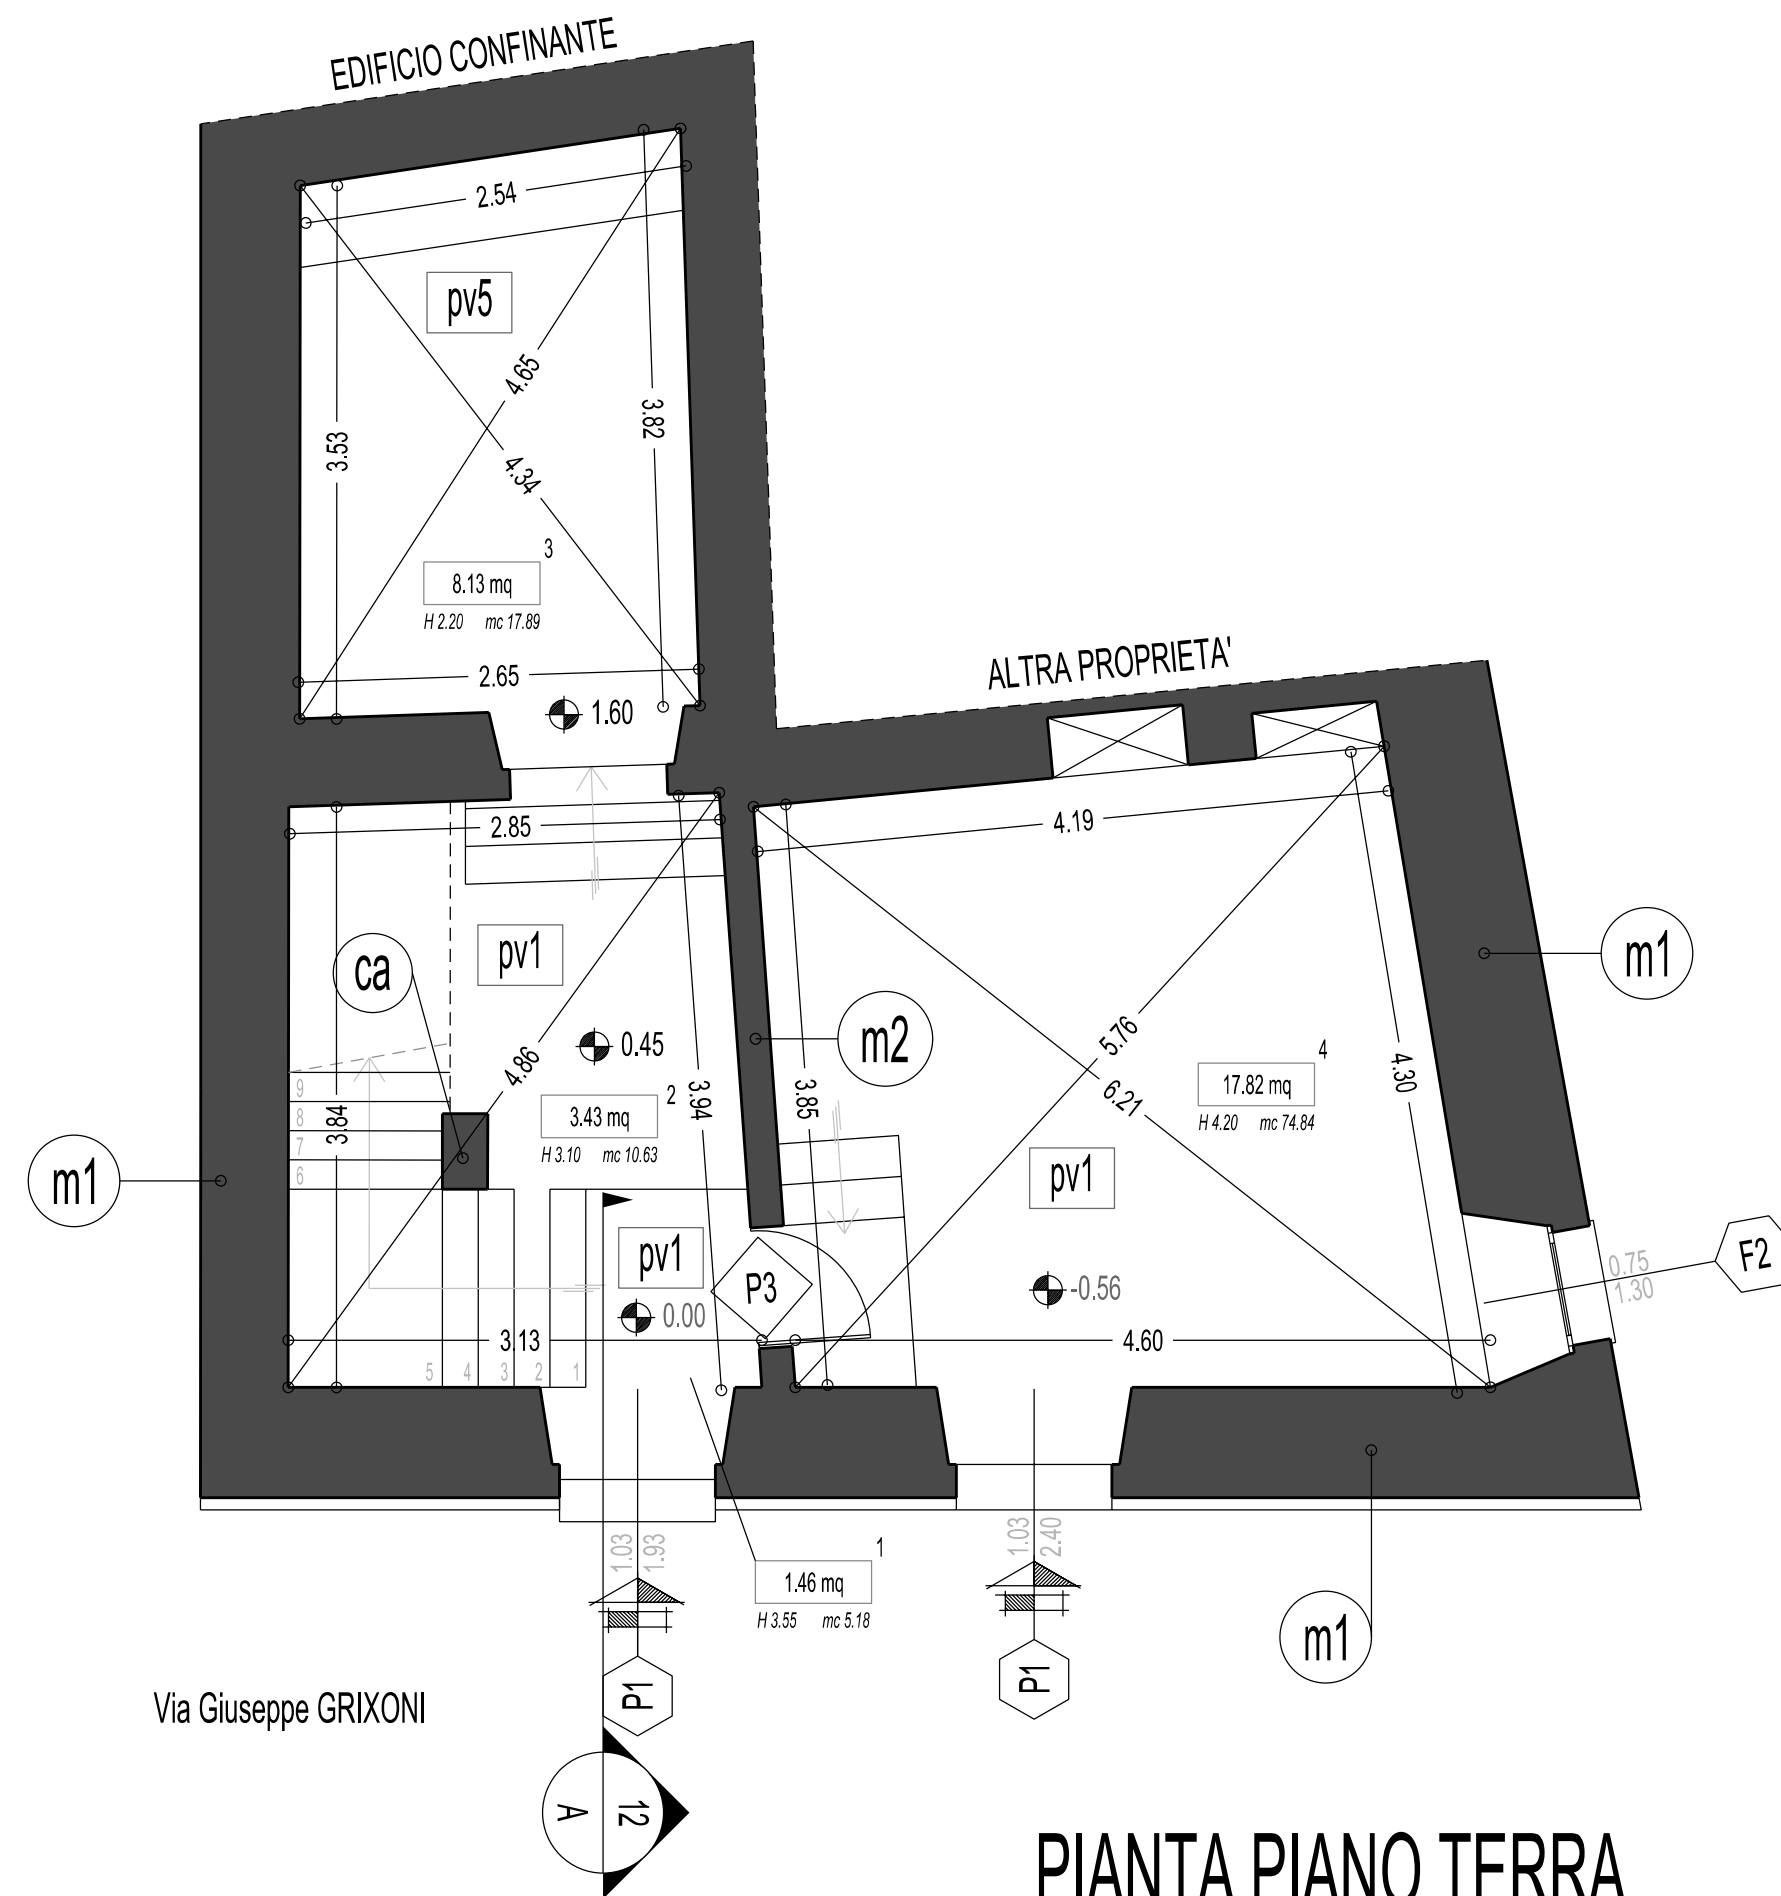 EDIFICIO CONFINANTE
2.54
pv5
4.65
3.82
3.53
4.34
3
8.13 mq
H 2.20 mc 17.89
2.65
1.60
ALTRA PROPRIETA'
2.85
4.19
pv1
ca
m1
m2
0.45
4.86
5.76
6.21
4.30
4
17.82 mq
H 4.20 mc 74.84
2
3.43 mq
H 3.10 mc 10.63
3.94
3.85
3.84
9
8
7
6
m1
pv1
pv1
P3
0.00
-0.56
F2
0.75
1.30
3.13
4.60
5 4 3 2 1
1.03
1.93
1.03
2.40
1
1.46 mq
H 3.55 mc 5.18
m1
P1
P1
Via Giuseppe GRIXONI
A
12
PIANTA PIANO TERRA